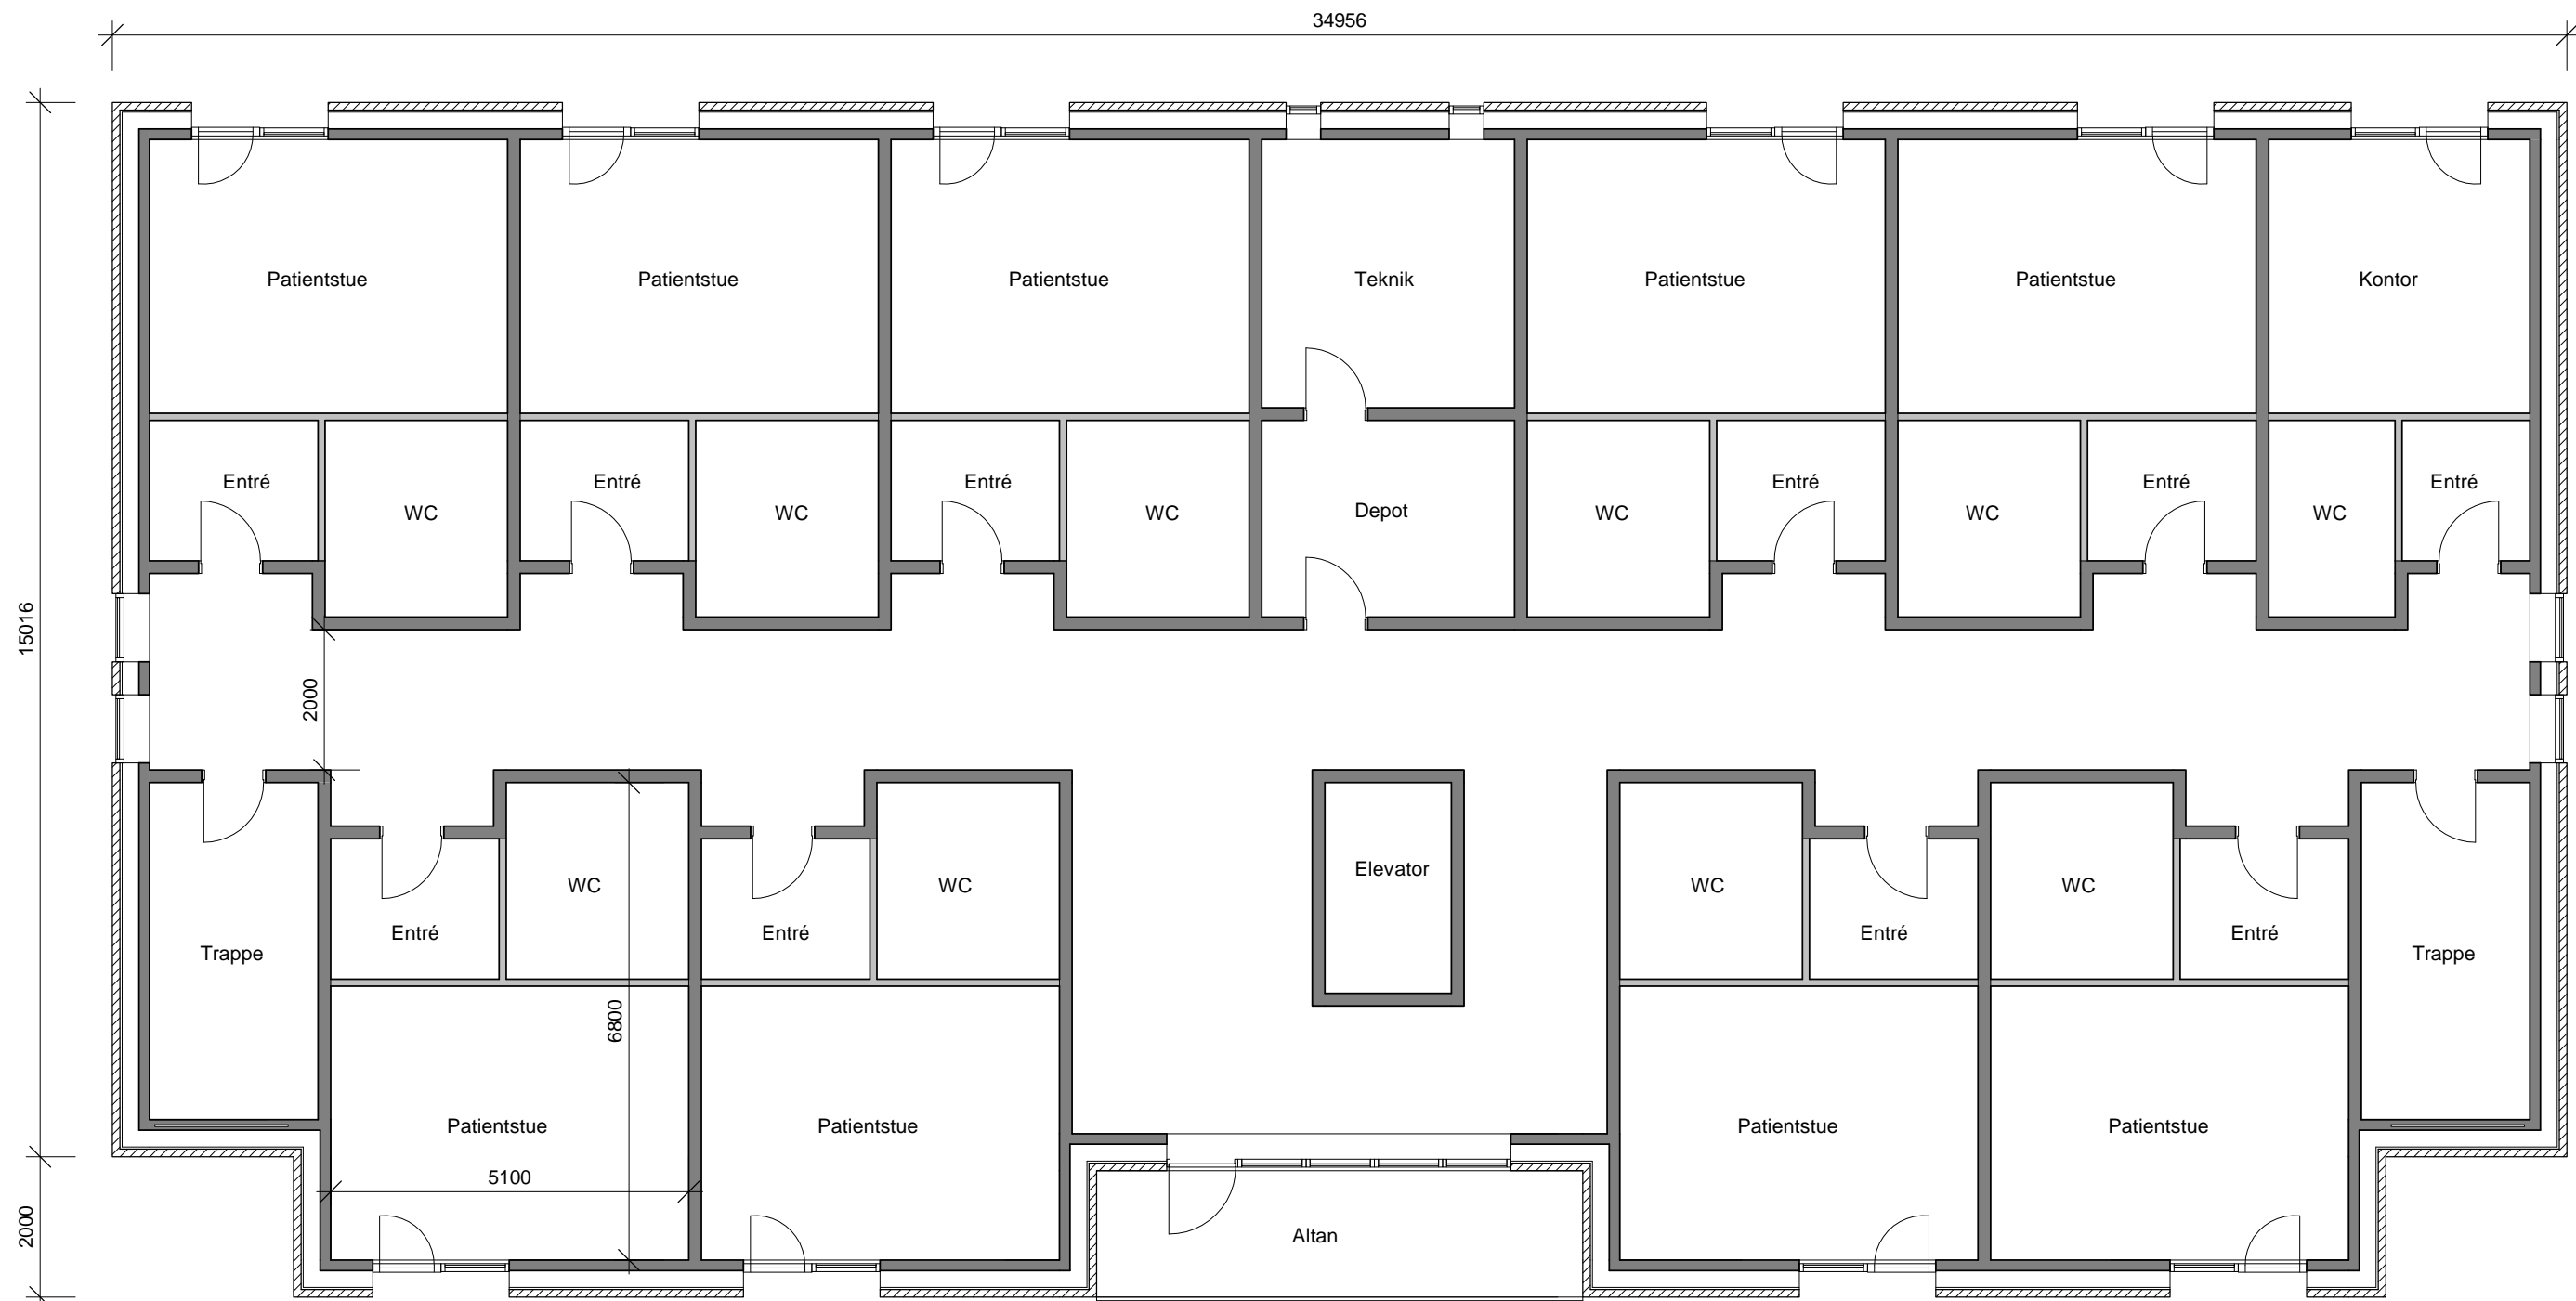 34956
Patientstue
Patientstue
Patientstue
Teknik
Patientstue
Patientstue
Kontor
Entré
Entré
Entré
Entré
Entré
Entré
WC
WC
WC
Depot
WC
WC
WC
15016
2000
Elevator
WC
WC
WC
WC
Entré
Entré
Entré
Entré
Trappe
Trappe
6800
Patientstue
Patientstue
Patientstue
Patientstue
5100
2000
Altan